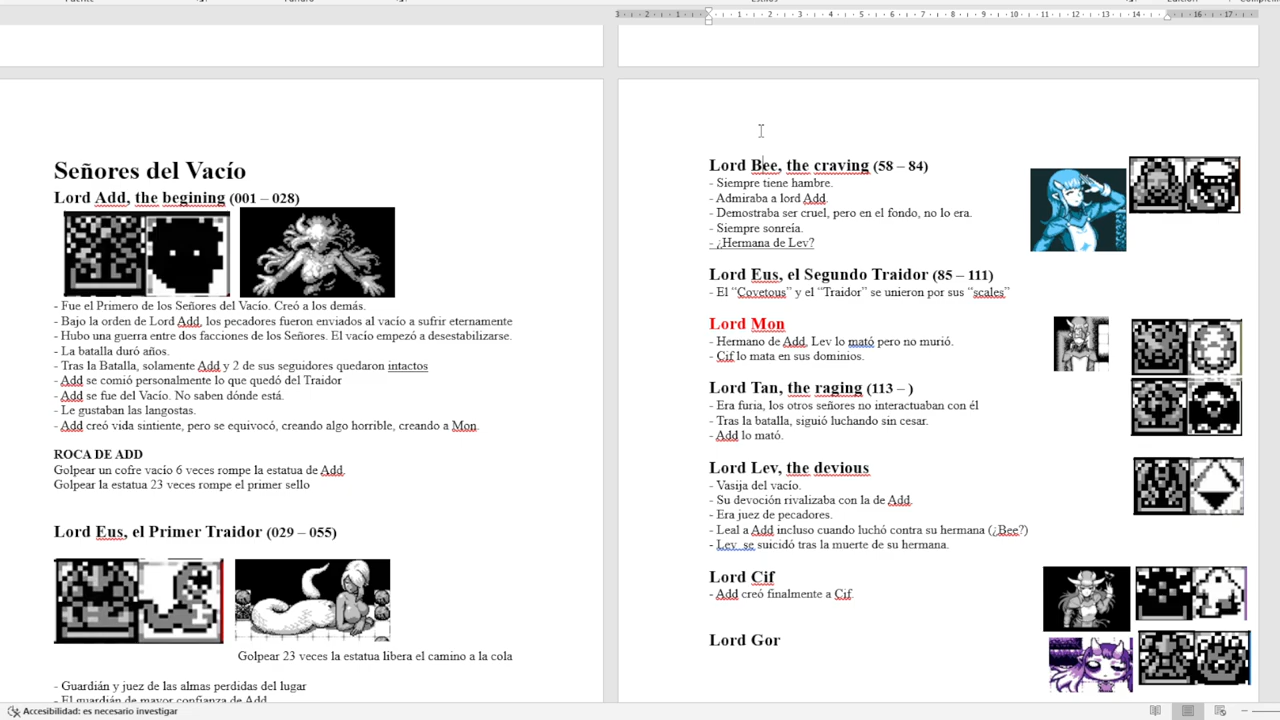 Señores del Vacío
Lord Add, the begining (001 – 028)
- Fue el Primero de los Señores del Vacío. Creó a los demás.
- Bajo la orden de Lord Add, los pecadores fueron enviados al vacío a sufrir eternamente
- Hubo una guerra entre dos facciones de los Señores. El vacío empezó a desestabilizarse.
- La batalla duró años.
- Tras la Batalla, solamente Add y 2 de sus seguidores quedaron intactos
- Add se comió personalmente lo que quedó del Traidor
- Add se fue del Vacío. No saben dónde está.
- Le gustaban las langostas.
- Add creó vida sintiente, pero se equivocó, creando algo horrible, creando a Mon.
ROCA DE ADD
Golpear un cofre vacío 6 veces rompe la estatua de Add.
Golpear la estatua 23 veces rompe el primer sello
Lord Eus, el Primer Traidor (029 – 055)
Golpear 23 veces la estatua libera el camino a la cola
- Guardián y juez de las almas perdidas del lugar
- El guardián de mayor confianza de Add
Lord Bee, the craving (58 – 84)
- Siempre tiene hambre.
- Admiraba a lord Add.
- Demostraba ser cruel, pero en el fondo, no lo era.
- Siempre sonreía.
- ¿Hermana de Lev?
Lord Eus, el Segundo Traidor (85 – 111)
- El “Covetous” y el “Traidor” se unieron por sus “scales”
Lord Mon
- Hermano de Add, Lev lo mató pero no murió.
- Cif lo mata en sus dominios.
Lord Tan, the raging (113 – )
- Era furia, los otros señores no interactuaban con él
- Tras la batalla, siguió luchando sin cesar.
- Add lo mató.
Lord Lev, the devious
- Vasija del vacío.
- Su devoción rivalizaba con la de Add.
- Era juez de pecadores.
- Leal a Add incluso cuando luchó contra su hermana (¿Bee?)
- Lev se suicidó tras la muerte de su hermana.
Lord Cif
- Add creó finalmente a Cif.
Lord Gor
Accesibilidad: es necesario investigar